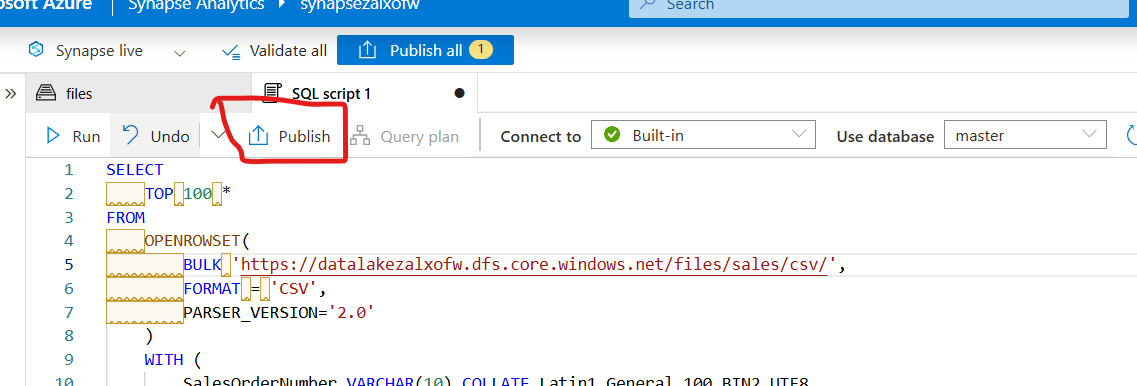 osoft Azure | Synapse Analytics ▸ synapsezalxofw Search
Synapse live Validate all Publish all 1
» files SQL script 1 ●
Run Undo Publish Query plan Connect to Built-in Use database master
1 SELECT
2 TOP 100 *
3 FROM
4 OPENROWSET(
5 BULK 'https://datalakezalxofw.dfs.core.windows.net/files/sales/csv/',
6 FORMAT = 'CSV',
7 PARSER_VERSION='2.0'
8 )
9 WITH (
10 SalesOrderNumber VARCHAR(10) COLLATE Latin1_General_100_BIN2_UTF8,